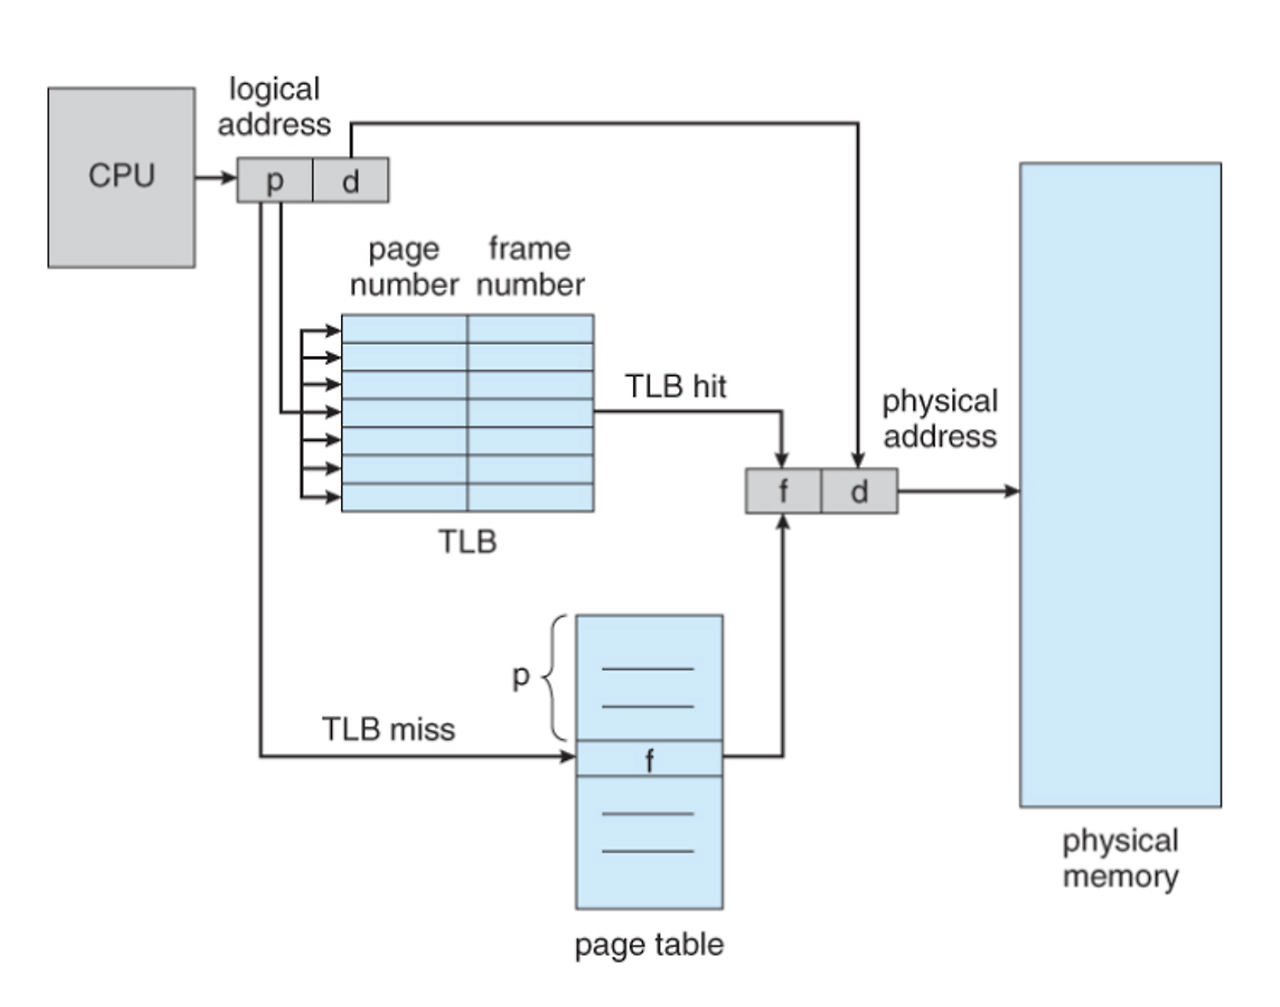 logical
address
CPU
p
d
page
number
frame
number
TLB hit
physical
address
f
d
TLB
p
TLB miss
f
physical
memory
page table